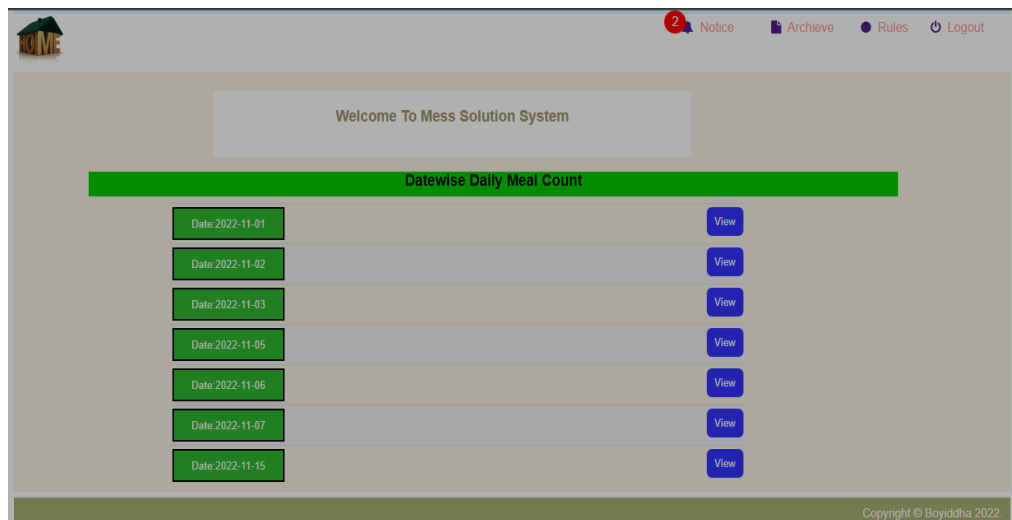 HOME
2 Notice Archieve Rules Logout
Welcome To Mess Solution System
Datewise Daily Meal Count
Date:2022-11-01 View
Date:2022-11-02 View
Date:2022-11-03 View
Date:2022-11-05 View
Date:2022-11-06 View
Date:2022-11-07 View
Date:2022-11-15 View
Copyright © Boyiddha 2022.